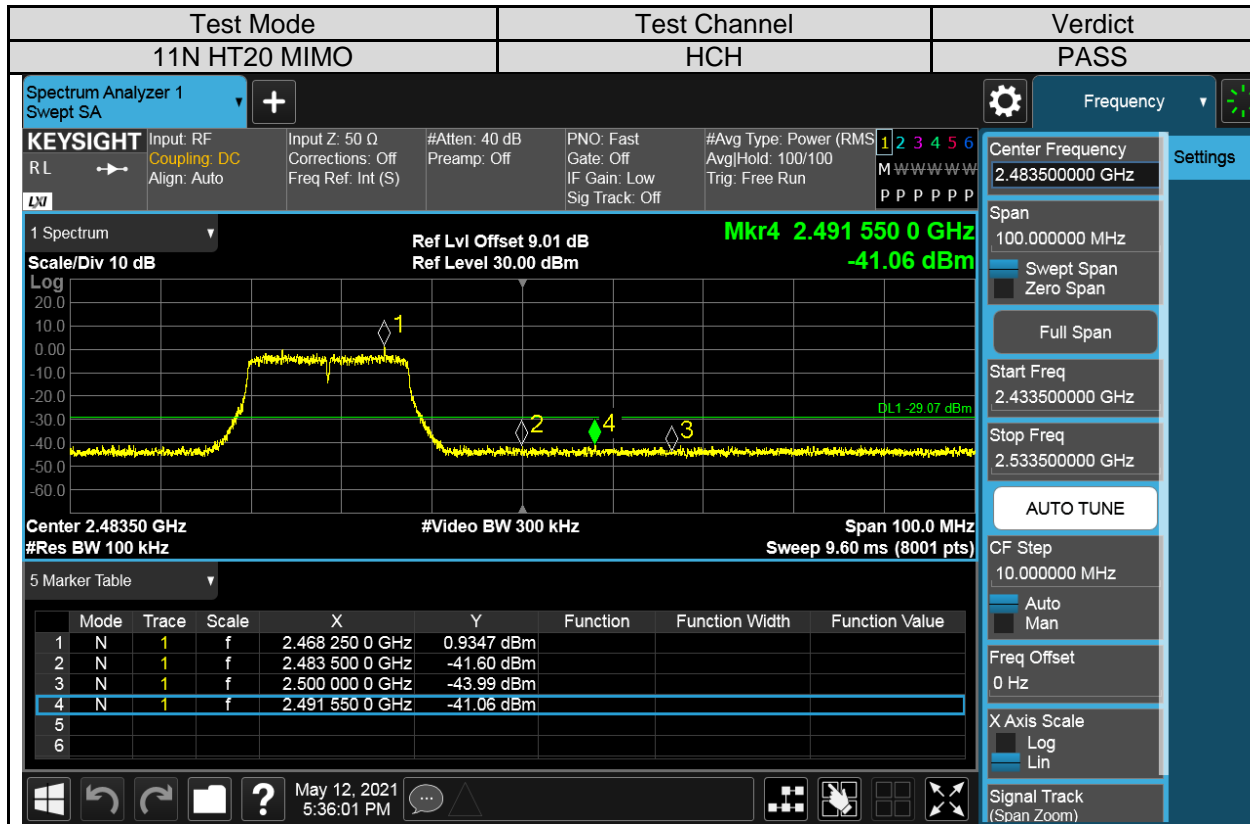 Test Mode Test Channel Verdict
11N HT20 MIMO HCH PASS
Spectrum Analyzer 1
Swept SA
+
Frequency
KEYSIGHT Input: RF Input Z: 50 Ω #Atten: 40 dB PNO: Fast #Avg Type: Power (RMS 1 2 3 4 5 6
RL Coupling: DC Corrections: Off Preamp: Off Gate: Off Avg|Hold: 100/100 M W W W W W
Align: Auto Freq Ref: Int (S) IF Gain: Low Trig: Free Run
LXI Sig Track: Off P P P P P P
1 Spectrum
Scale/Div 10 dB
Ref Lvl Offset 9.01 dB
Ref Level 30.00 dBm
Mkr4 2.491 550 0 GHz
-41.06 dBm
Log
20.0
10.0
0.00
-10.0
-20.0
-30.0
-40.0
-50.0
-60.0
1
2
4
3
DL1 -29.07 dBm
Center 2.48350 GHz #Video BW 300 kHz Span 100.0 MHz
#Res BW 100 kHz Sweep 9.60 ms (8001 pts)
5 Marker Table
Mode Trace Scale X Y Function Function Width Function Value
1 N 1 f 2.468 250 0 GHz 0.9347 dBm
2 N 1 f 2.483 500 0 GHz -41.60 dBm
3 N 1 f 2.500 000 0 GHz -43.99 dBm
4 N 1 f 2.491 550 0 GHz -41.06 dBm
5
6
?
May 12, 2021
5:36:01 PM
Center Frequency
2.483500000 GHz
Settings
Span
100.000000 MHz
Swept Span
Zero Span
Full Span
Start Freq
2.433500000 GHz
Stop Freq
2.533500000 GHz
AUTO TUNE
CF Step
10.000000 MHz
Auto
Man
Freq Offset
0 Hz
X Axis Scale
Log
Lin
Signal Track
(Span Zoom)